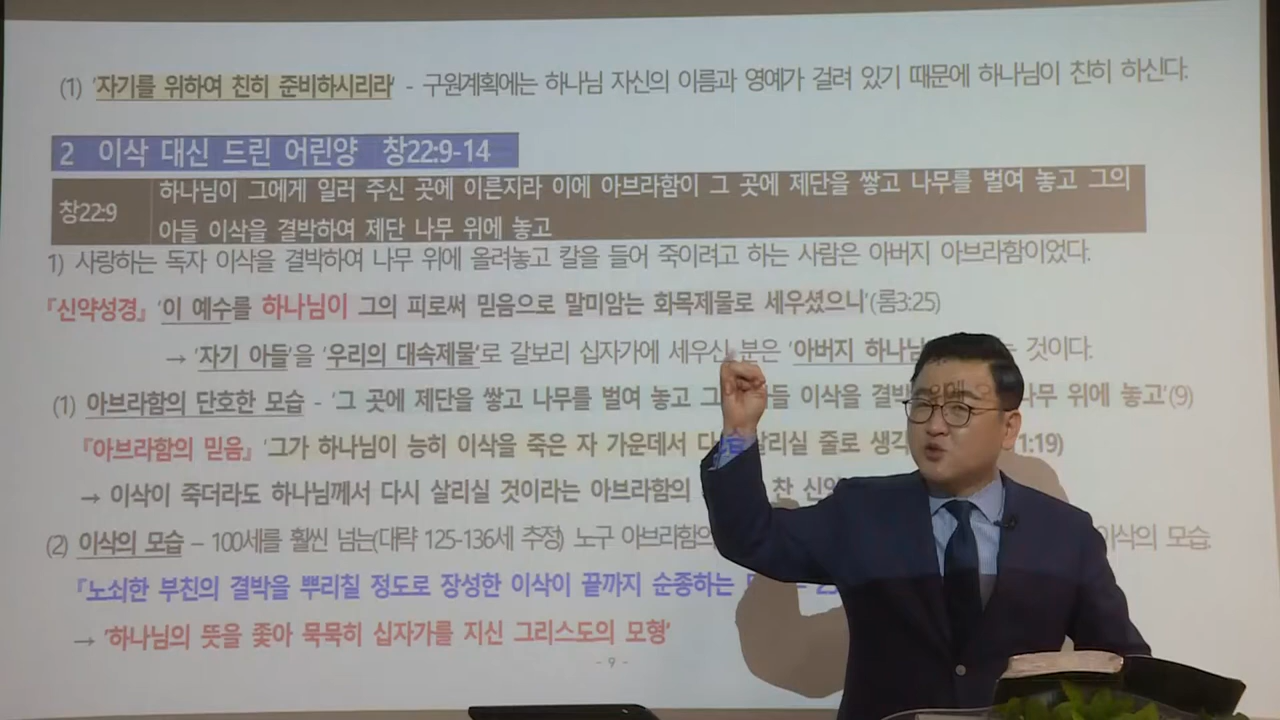 (1) '자기를 위하여 친히 준비하시리라' - 구원계획에는 하나님 자신의 이름과 영예가 걸려 있기 때문에 하나님이 친히 하신다.
2 이삭 대신 드린 어린양 창22:9-14
창22:9 하나님이 그에게 일러 주신 곳에 이른지라 이에 아브라함이 그 곳에 제단을 쌓고 나무를 벌여 놓고 그의
아들 이삭을 결박하여 제단 나무 위에 놓고
1) 사랑하는 독자 이삭을 결박하여 나무 위에 올려놓고 칼을 들어 죽이려고 하는 사람은 아버지 아브라함이었다.
『신약성경』 '이 예수를 하나님이 그의 피로써 믿음으로 말미암는 화목제물로 세우셨으니'(롬3:25)
→ '자기 아들'을 '우리의 대속제물'로 갈보리 십자가에 세우신 분은 '아버지 하나님 것이다.
(1) 아브라함의 단호한 모습 - '그 곳에 제단을 쌓고 나무를 벌여 놓고 그 아들 이삭을 나무 위에 놓고'(9)
『아브라함의 믿음』 '그가 하나님이 능히 이삭을 죽은 자 가운데서 다시 살리실 줄로 1:19)
→ 이삭이 죽더라도 하나님께서 다시 살리실 것이라는 아브라함의 찬
(2) 이삭의 모습 – 100세를 훨씬 넘는(대략 125-136세 추정) 노구 아브라함의 이삭의 모습
『노쇠한 부친의 결박을 뿌리칠 정도로 장성한 이삭이 끝까지 순종하는
→ '하나님의 뜻을 좇아 묵묵히 십자가를 지신 그리스도의 모형'
- 9 -